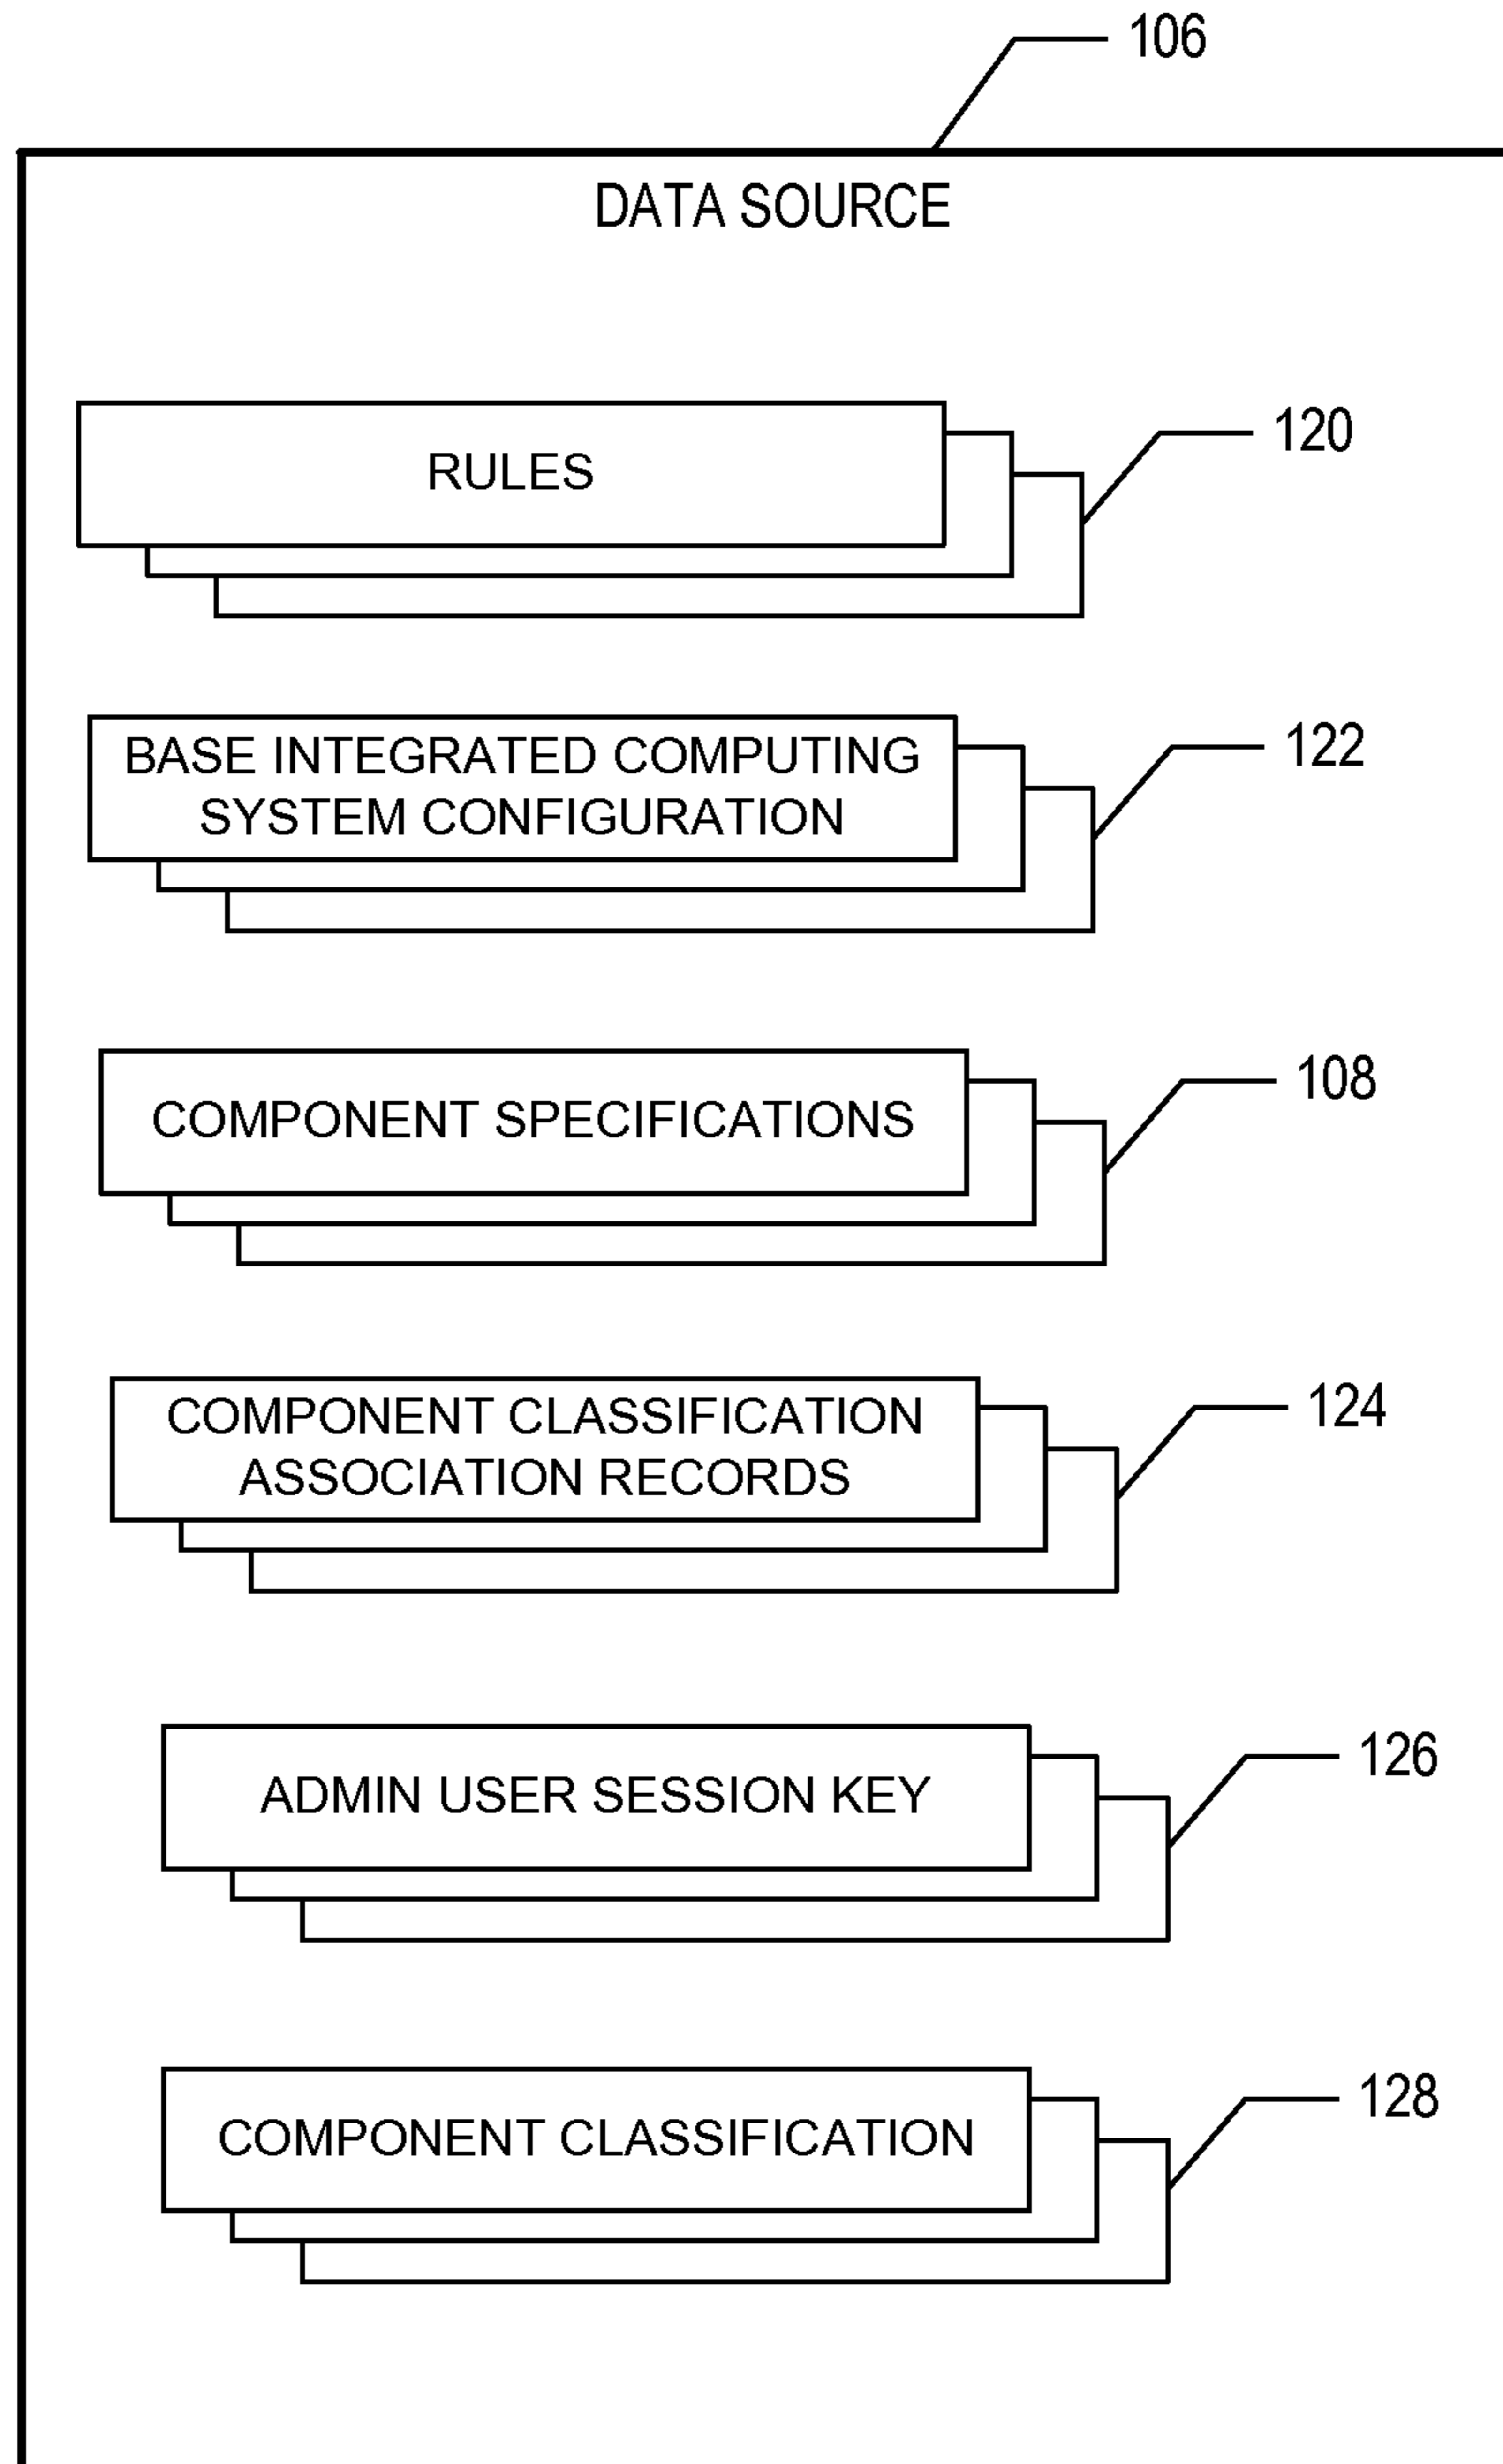 106
DATA SOURCE
RULES
120
BASE INTEGRATED COMPUTING
SYSTEM CONFIGURATION
122
COMPONENT SPECIFICATIONS
108
COMPONENT CLASSIFICATION
ASSOCIATION RECORDS
124
ADMIN USER SESSION KEY
126
COMPONENT CLASSIFICATION
128